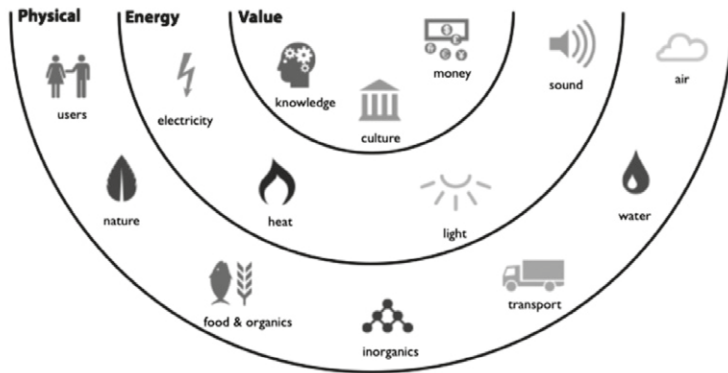 Physical
Energy
Value
users
electricity
knowledge
culture
money
sound
air
nature
heat
light
water
food & organics
inorganics
transport